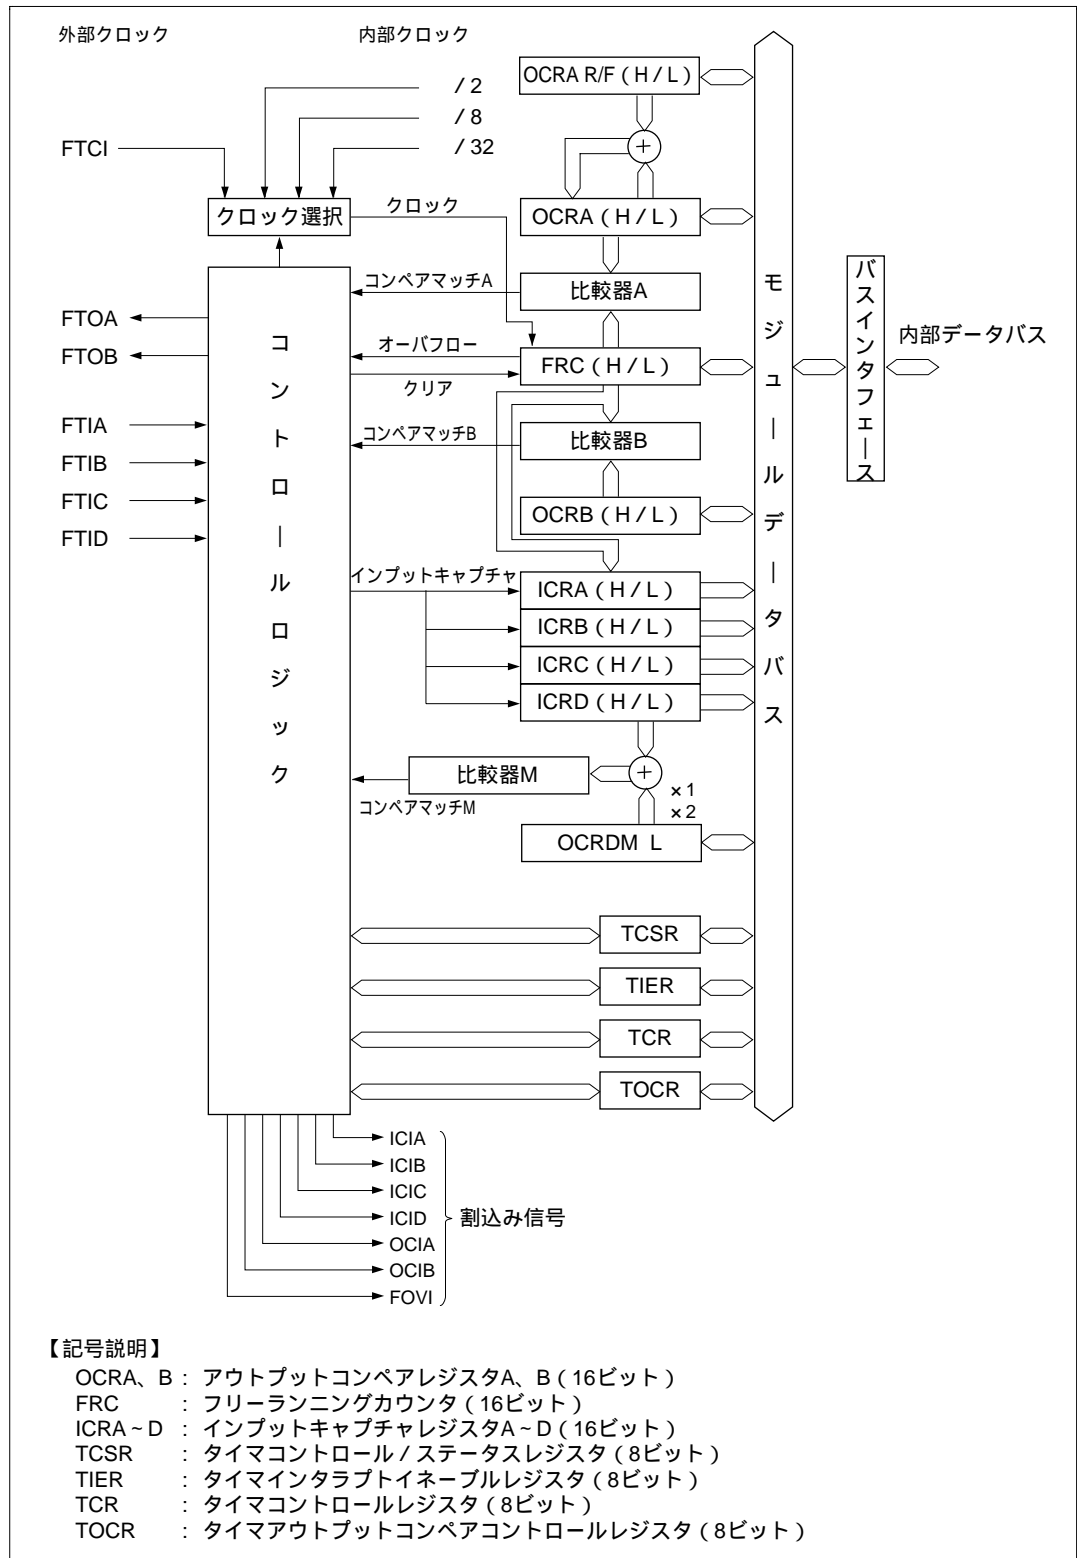 外部クロック
内部クロック
/ 2
/ 8
/ 32
FTCI
クロック選択
クロック
OCRA R/F ( H / L )
+
OCRA ( H / L )
コンペアマッチA
比較器A
FTOA
FTOB
オーバフロー
FRC ( H / L )
クリア
FTIA
FTIB
FTIC
FTID
コンペアマッチB
比較器B
OCRB ( H / L )
コントロールロジック
インプットキャプチャ
ICRA ( H / L )
ICRB ( H / L )
ICRC ( H / L )
ICRD ( H / L )
比較器M
+
×1
×2
コンペアマッチM
OCRDM L
TCSR
TIER
TCR
TOCR
モジュールデータバス
バスインタフェース
内部データバス
ICIA
ICIB
ICIC
ICID
OCIA
OCIB
FOVI
割込み信号
【記号説明】
OCRA、B : アウトプットコンペアレジスタA、B ( 16ビット )
FRC : フリーランニングカウンタ ( 16ビット )
ICRA ~ D : インプットキャプチャレジスタA ~ D ( 16ビット )
TCSR : タイマコントロール / ステータスレジスタ ( 8ビット )
TIER : タイマインタラプトイネーブルレジスタ ( 8ビット )
TCR : タイマコントロールレジスタ ( 8ビット )
TOCR : タイマアウトプットコンペアコントロールレジスタ ( 8ビット )